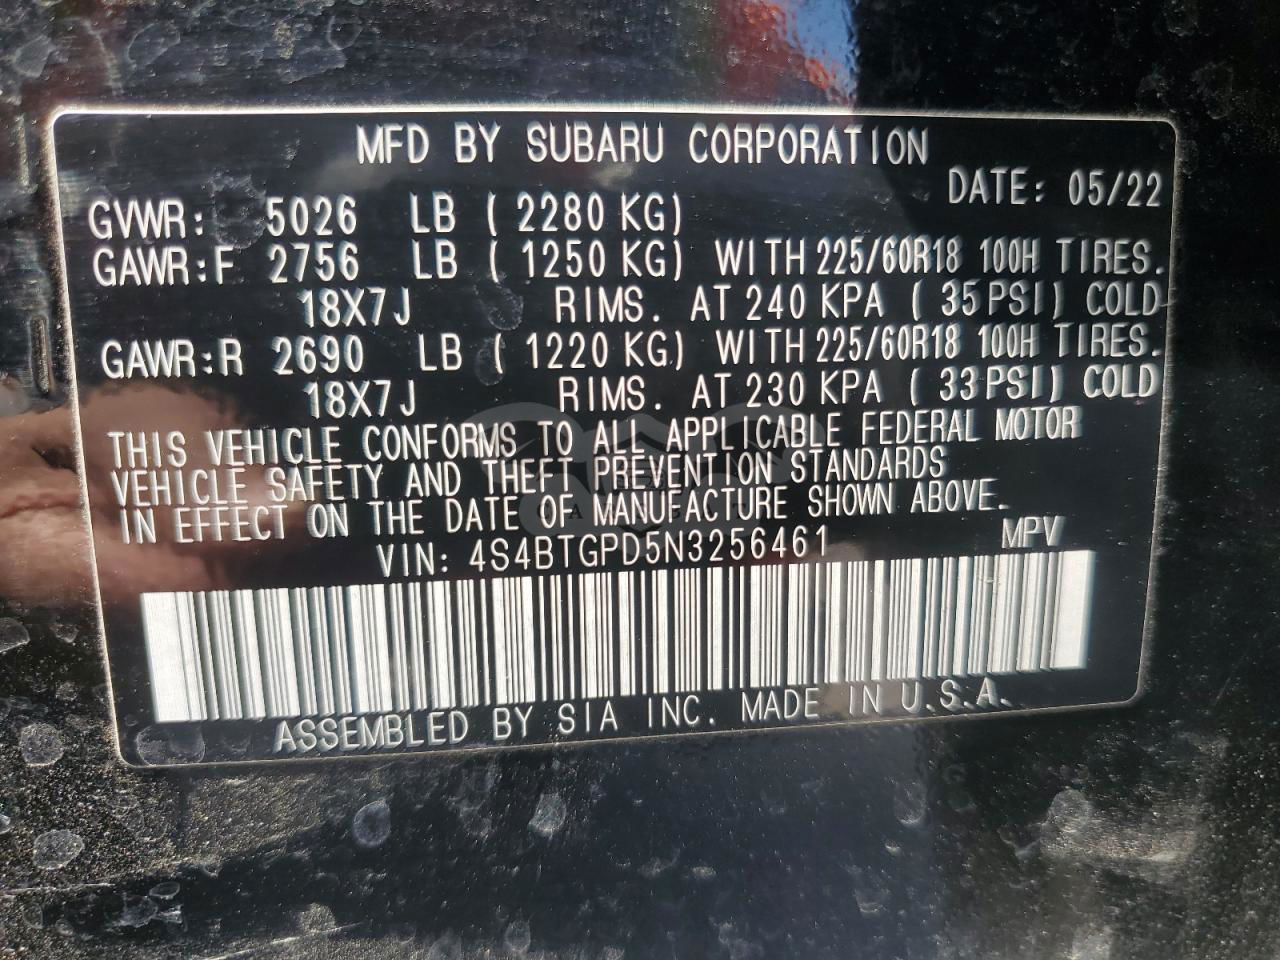 MFD BY SUBARU CORPORATION
DATE: 05/22
GVWR: 5026 LB ( 2280 KG)
GAWR:F 2756 LB ( 1250 KG) WITH 225/60R18 100H TIRES.
18X7J RIMS. AT 240 KPA ( 35 PSI) COLD
GAWR:R 2690 LB ( 1220 KG) WITH 225/60R18 100H TIRES.
18X7J RIMS. AT 230 KPA ( 33 PSI) COLD
THIS VEHICLE CONFORMS TO ALL APPLICABLE FEDERAL MOTOR
VEHICLE SAFETY AND THEFT PREVENTION STANDARDS
IN EFFECT ON THE DATE OF MANUFACTURE SHOWN ABOVE.
VIN: 4S4BTGPD5N3256461 MPV
ASSEMBLED BY SIA INC. MADE IN U.S.A.